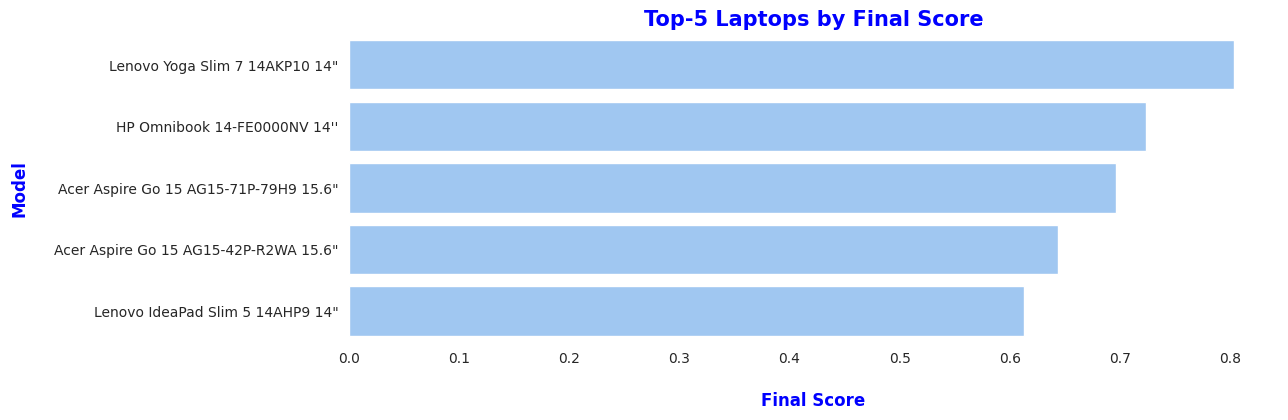 Top-5 Laptops by Final Score
Model
Lenovo Yoga Slim 7 14AKP10 14"
HP Omnibook 14-FE0000NV 14''
Acer Aspire Go 15 AG15-71P-79H9 15.6"
Acer Aspire Go 15 AG15-42P-R2WA 15.6"
Lenovo IdeaPad Slim 5 14AHP9 14"
0.0 0.1 0.2 0.3 0.4 0.5 0.6 0.7 0.8
Final Score